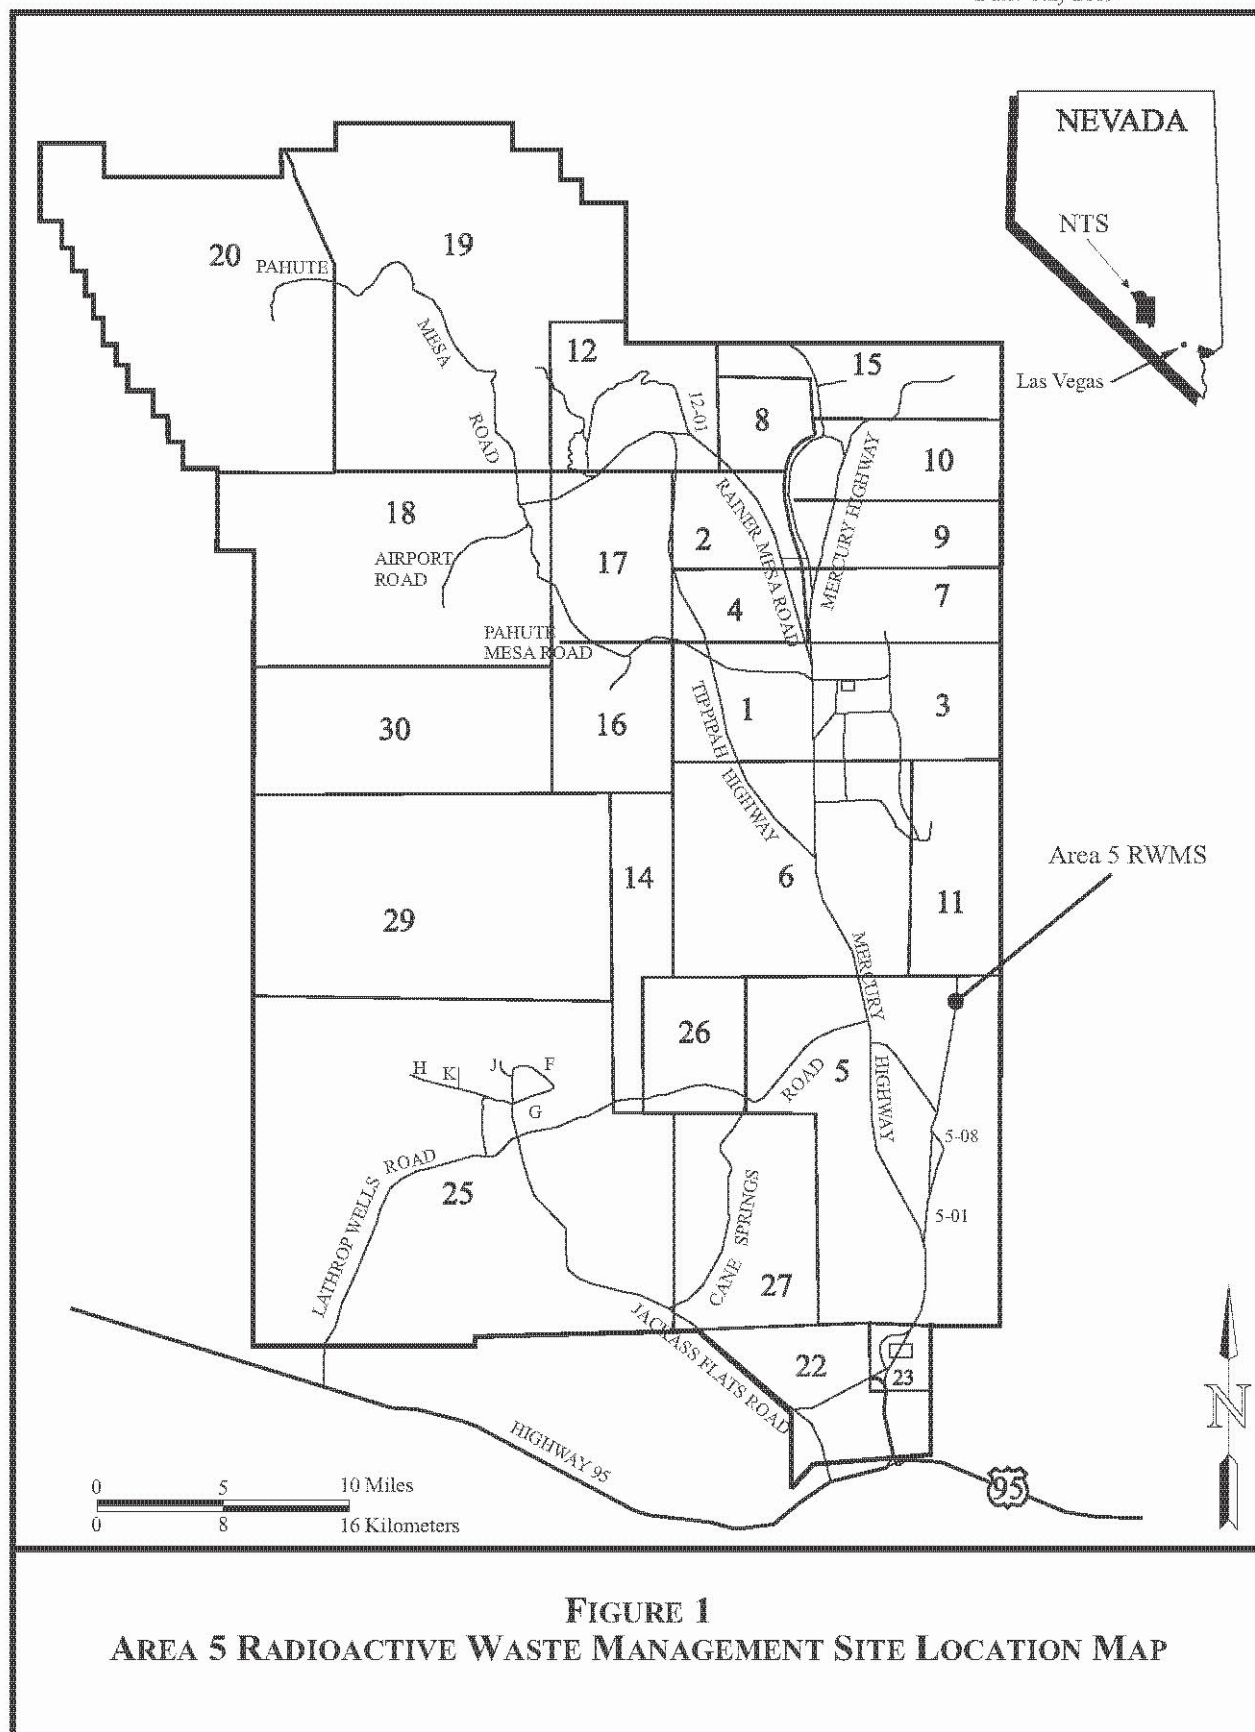 NEVADA
NTS
Las Vegas
20
19
PAHUTE
MESA
ROAD
12
15
8
12-01
10
MERCURY HIGHWAY
RAINER MESA ROAD
18
2
9
17
AIRPORT
ROAD
7
4
PAHUTE
MESA ROAD
1
3
TIPPIPAH HIGHWAY
16
30
Area 5 RWMS
14
6
11
29
MERCURY
HIGHWAY
26
5
ROAD
H
K
J
F
G
5-08
LATHROP WELLS ROAD
25
5-01
CANE SPRINGS
27
JACKASS FLATS ROAD
22
23
N
HIGHWAY 95
95
0 5 10 Miles
0 8 16 Kilometers
FIGURE 1
AREA 5 RADIOACTIVE WASTE MANAGEMENT SITE LOCATION MAP